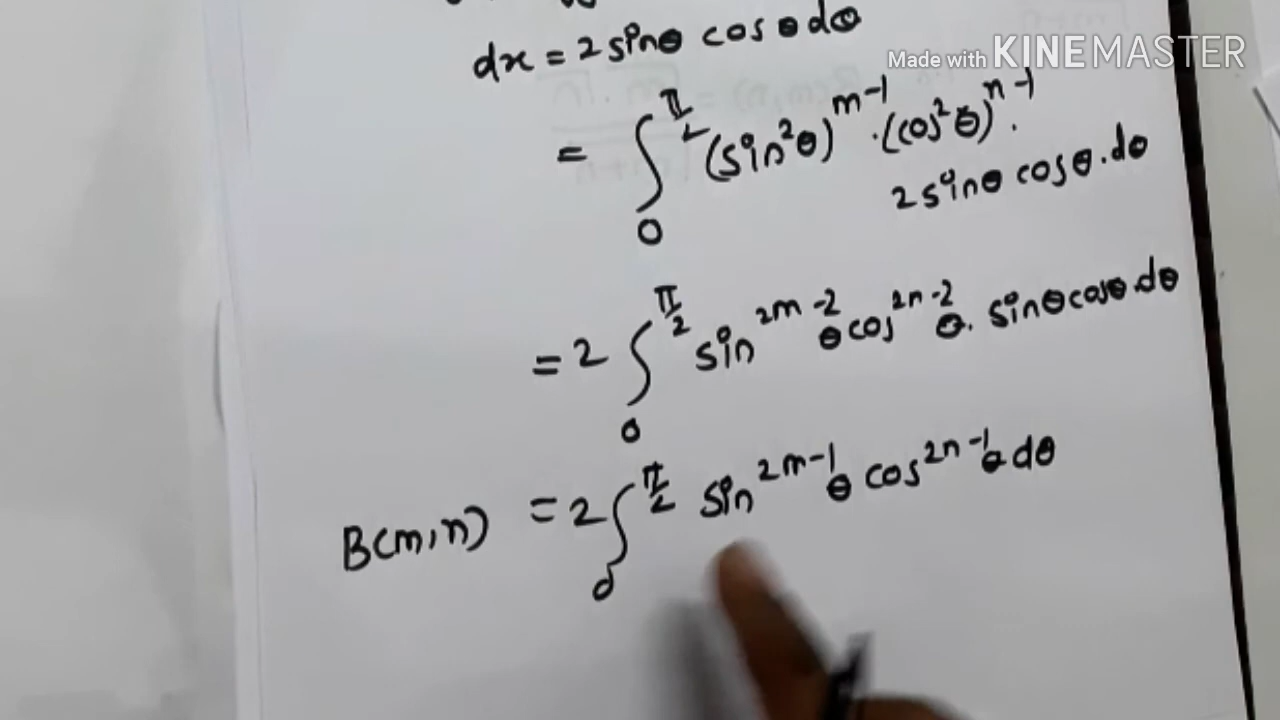 dx = 2 sinθ cosθ dθ
Made with KINEMASTER
= ∫₀^{π/2} (sin²θ)^{m-1} . (cos²θ)^{n-1} .
2 sinθ cosθ . dθ
= 2 ∫₀^{π/2} sin^{2m-2} θ cos^{2n-2} θ . sinθ cosθ . dθ
B(m,n) = 2 ∫₀^{π/2} sin^{2m-1} θ cos^{2n-1} θ dθ